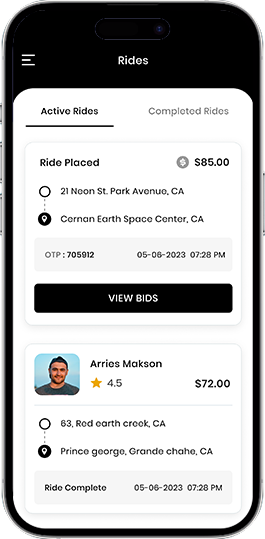 Rides
Active Rides Completed Rides
Ride Placed $85.00
21 Neon St. Park Avenue, CA
Cernan Earth Space Center, CA
OTP : 705912 05-06-2023 07:28 PM
VIEW BIDS
Arries Makson
4.5 $72.00
63, Red earth creek, CA
Prince george, Grande chahe, CA
Ride Complete 05-06-2023 07:28 PM